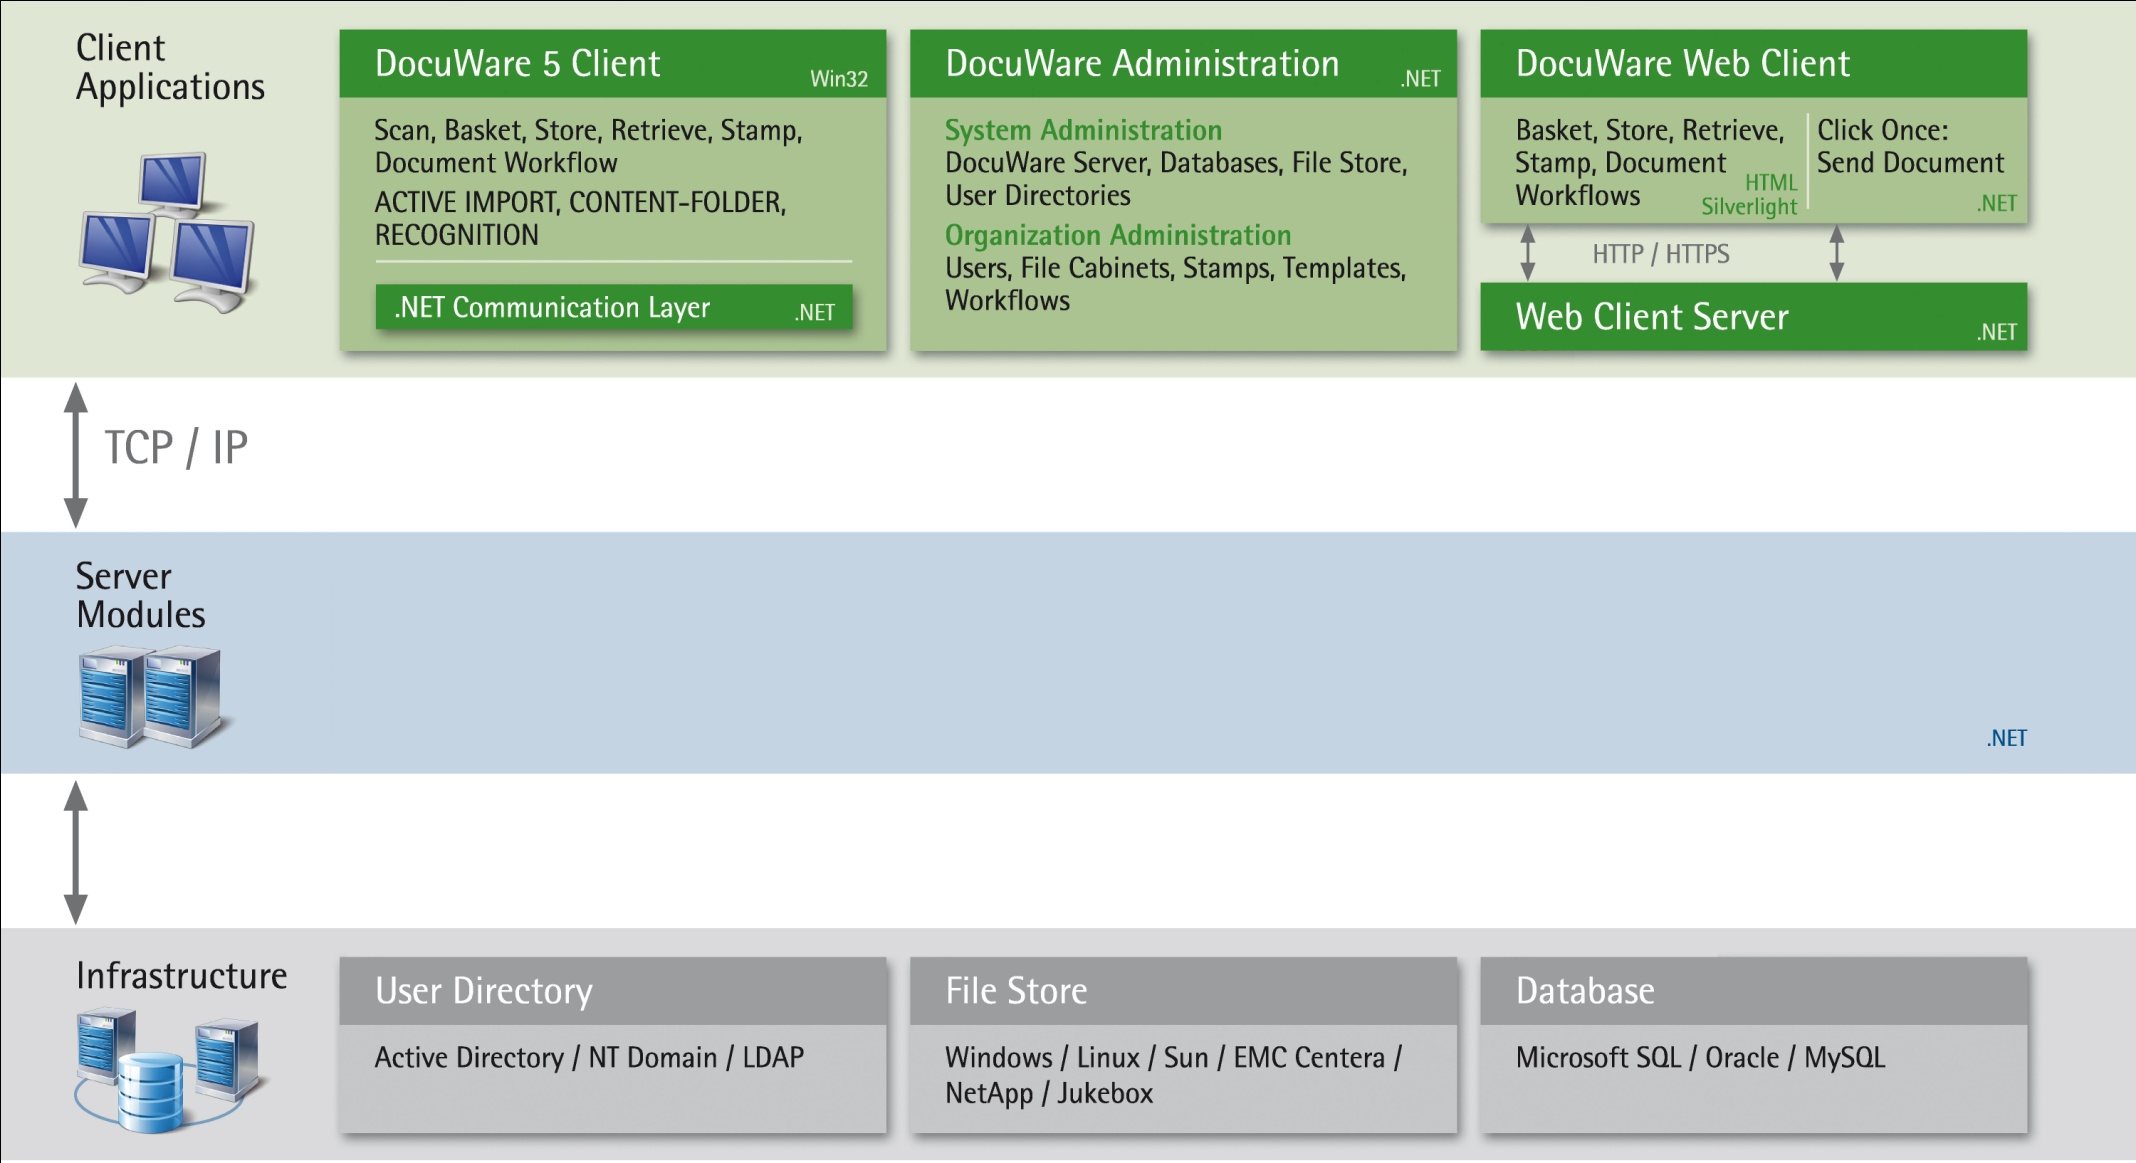 Client
Applications
DocuWare 5 Client
Win32
Scan, Basket, Store, Retrieve, Stamp,
Document Workflow
ACTIVE IMPORT, CONTENT-FOLDER,
RECOGNITION
.NET Communication Layer
.NET
DocuWare Administration
.NET
System Administration
DocuWare Server, Databases, File Store,
User Directories
Organization Administration
Users, File Cabinets, Stamps, Templates,
Workflows
DocuWare Web Client
Basket, Store, Retrieve,
Stamp, Document
Workflows
HTML
Silverlight
Click Once:
Send Document
.NET
HTTP / HTTPS
Web Client Server
.NET
TCP / IP
Server
Modules
.NET
Infrastructure
User Directory
Active Directory / NT Domain / LDAP
File Store
Windows / Linux / Sun / EMC Centera /
NetApp / Jukebox
Database
Microsoft SQL / Oracle / MySQL